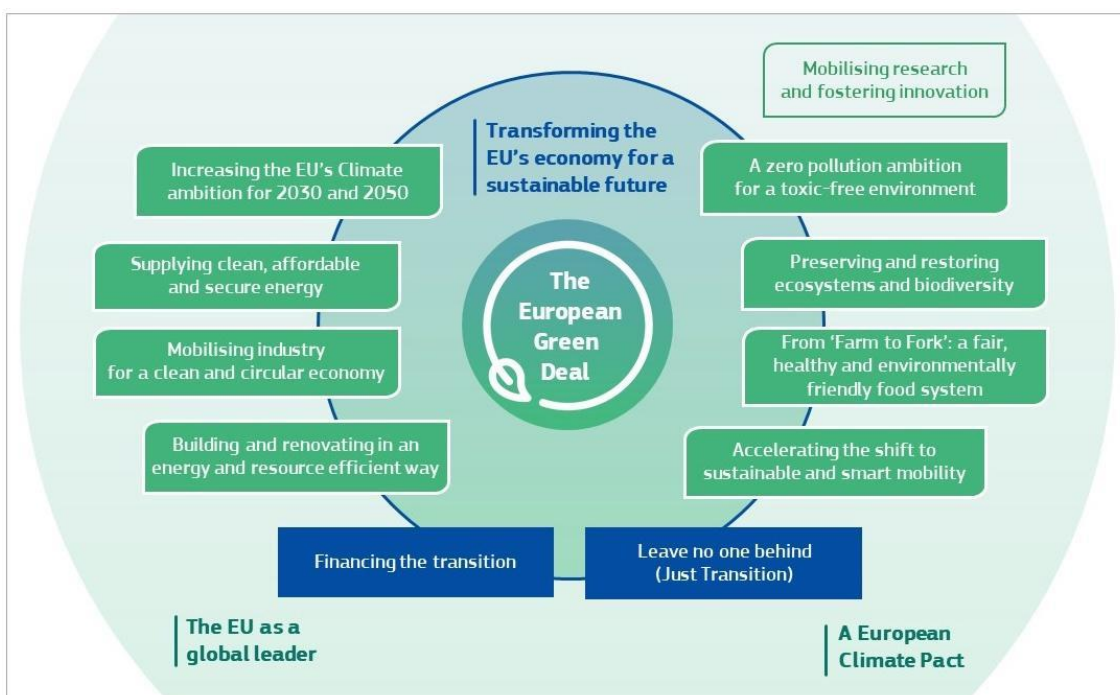 Mobilising research
and fostering innovation
Transforming the
EU's economy for a
sustainable future
Increasing the EU's Climate
ambition for 2030 and 2050
A zero pollution ambition
for a toxic-free environment
Supplying clean, affordable
and secure energy
Preserving and restoring
ecosystems and biodiversity
The
European
Green
Deal
Mobilising industry
for a clean and circular economy
From ‘Farm to Fork’: a fair,
healthy and environmentally
friendly food system
Building and renovating in an
energy and resource efficient way
Accelerating the shift to
sustainable and smart mobility
Financing the transition
Leave no one behind
(Just Transition)
The EU as a
global leader
A European
Climate Pact